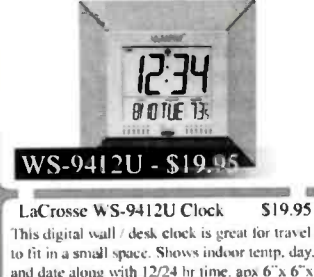 12:34
8/10 TUE 73
WS-9412U - $19.95
LaCrosse WS-9412U Clock $19.95
This digital wall / desk clock is great for travel
to fit in a small space. Shows indoor temp, day,
and date along with 12/24 hr time. apx 6"x 6"x